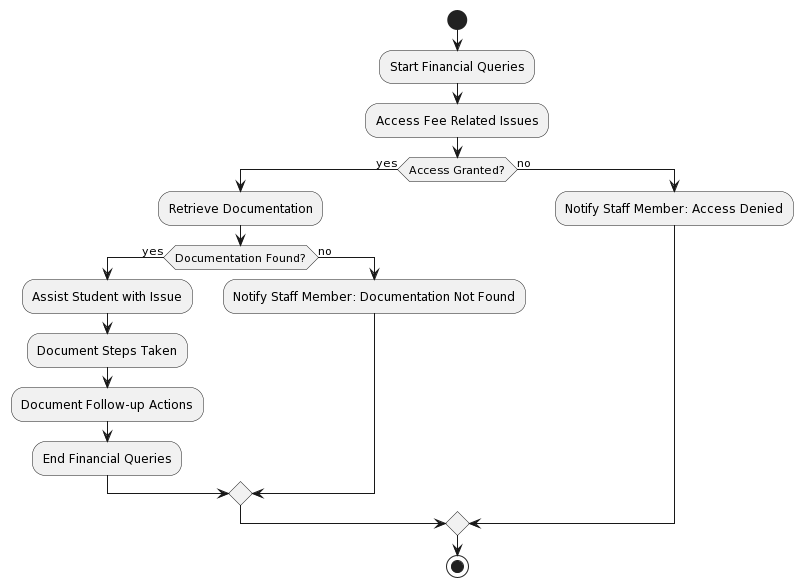 Start Financial Queries
Access Fee Related Issues
yes
Access Granted?
no
Retrieve Documentation
Notify Staff Member: Access Denied
yes
Documentation Found?
no
Assist Student with Issue
Notify Staff Member: Documentation Not Found
Document Steps Taken
Document Follow-up Actions
End Financial Queries